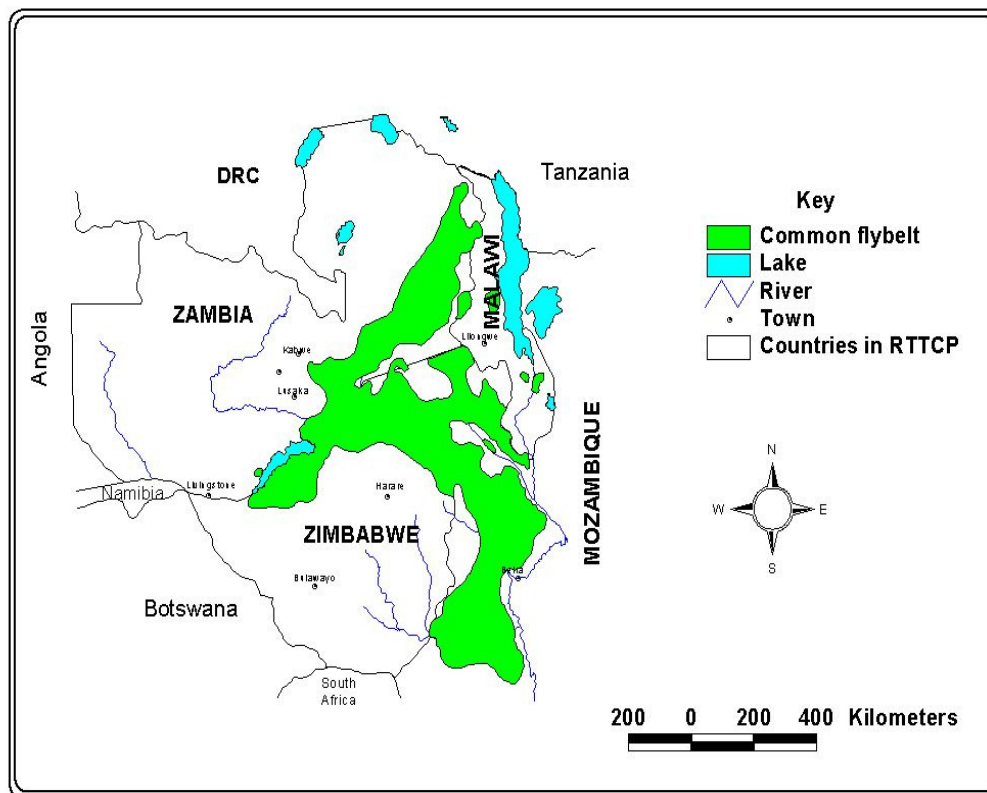 DRC
Tanzania
Key
Common flybelt
Lake
River
Town
Countries in RTTCP
MALAWI
ZAMBIA
Angola
Lilongwe
Kabwe
Lusaka
MOZAMBIQUE
N
W
E
S
Namibia
Livingstone
Harare
ZIMBABWE
Beira
Bulawayo
Botswana
South
Africa
200 0 200 400 Kilometers